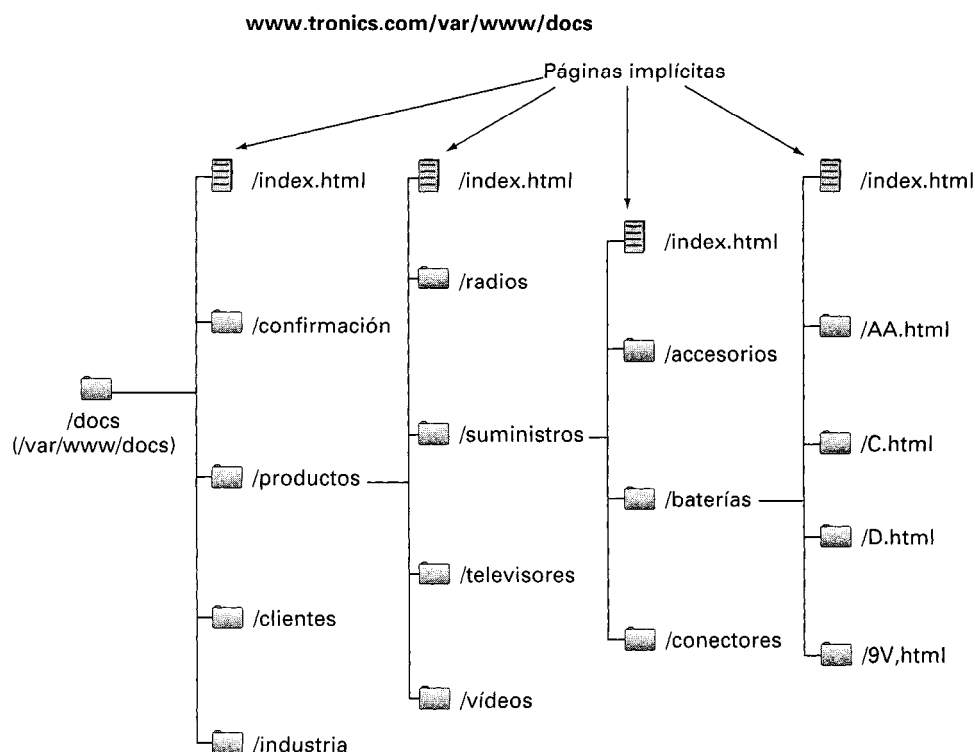 www.tronics.com/var/www/docs
Páginas implícitas
/index.html
/index.html
/index.html
/index.html
/radios
/confirmación
/AA.html
/accesorios
/docs
(/var/www/docs)
/suministros
/C.html
/productos
/baterías
/D.html
/televisores
/clientes
/conectores
/9V,html
/vídeos
/industria